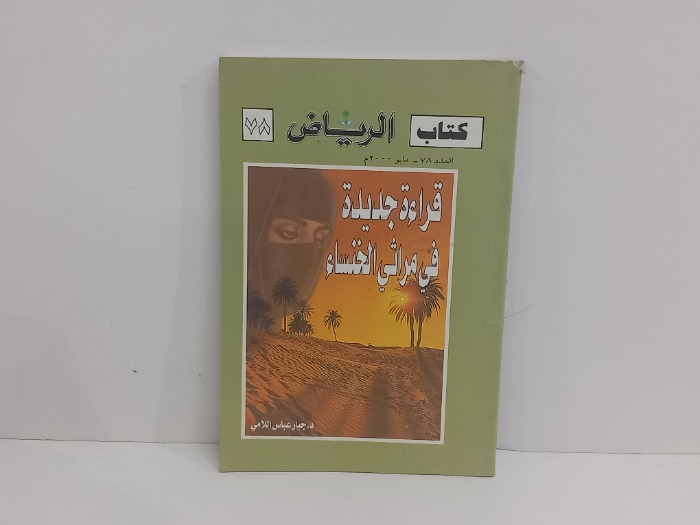 كتاب الرياض ٧٨
العدد ٧٨ - مايو ٢٠٠٠م
قراءة جديدة
في مراثي الخنساء
د. جبار عباس اللامي